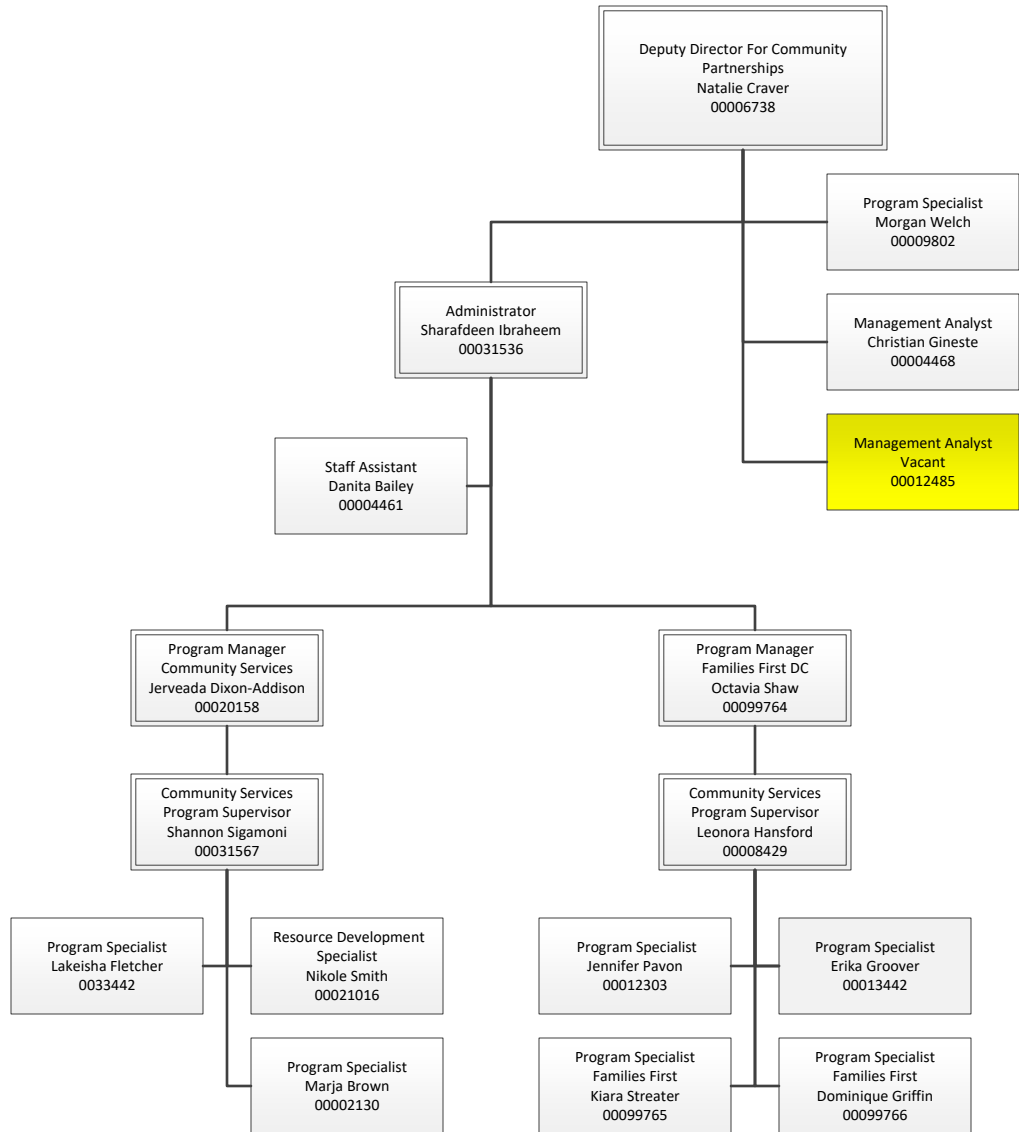 Deputy Director For Community
Partnerships
Natalie Craver
00006738
Program Specialist
Morgan Welch
00009802
Administrator
Sharafdeen Ibraheem
00031536
Management Analyst
Christian Gineste
00004468
Management Analyst
Vacant
00012485
Staff Assistant
Danita Bailey
00004461
Program Manager
Community Services
Jerveada Dixon-Addison
00020158
Program Manager
Families First DC
Octavia Shaw
00099764
Community Services
Program Supervisor
Shannon Sigamoni
00031567
Community Services
Program Supervisor
Leonora Hansford
00008429
Program Specialist
Lakeisha Fletcher
0033442
Resource Development
Specialist
Nikole Smith
00021016
Program Specialist
Jennifer Pavon
00012303
Program Specialist
Erika Groover
00013442
Program Specialist
Marja Brown
00002130
Program Specialist
Families First
Kiara Streater
00099765
Program Specialist
Families First
Dominique Griffin
00099766